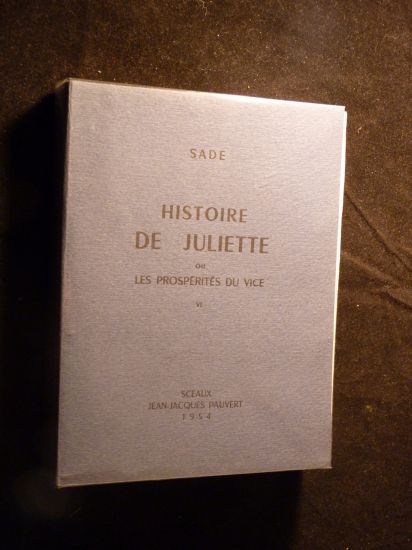 SADE
HISTOIRE
DE JULIETTE
ou
LES PROSPÉRITÉS DU VICE
VI
SCEAUX
JEAN-JACQUES PAUVERT
1954